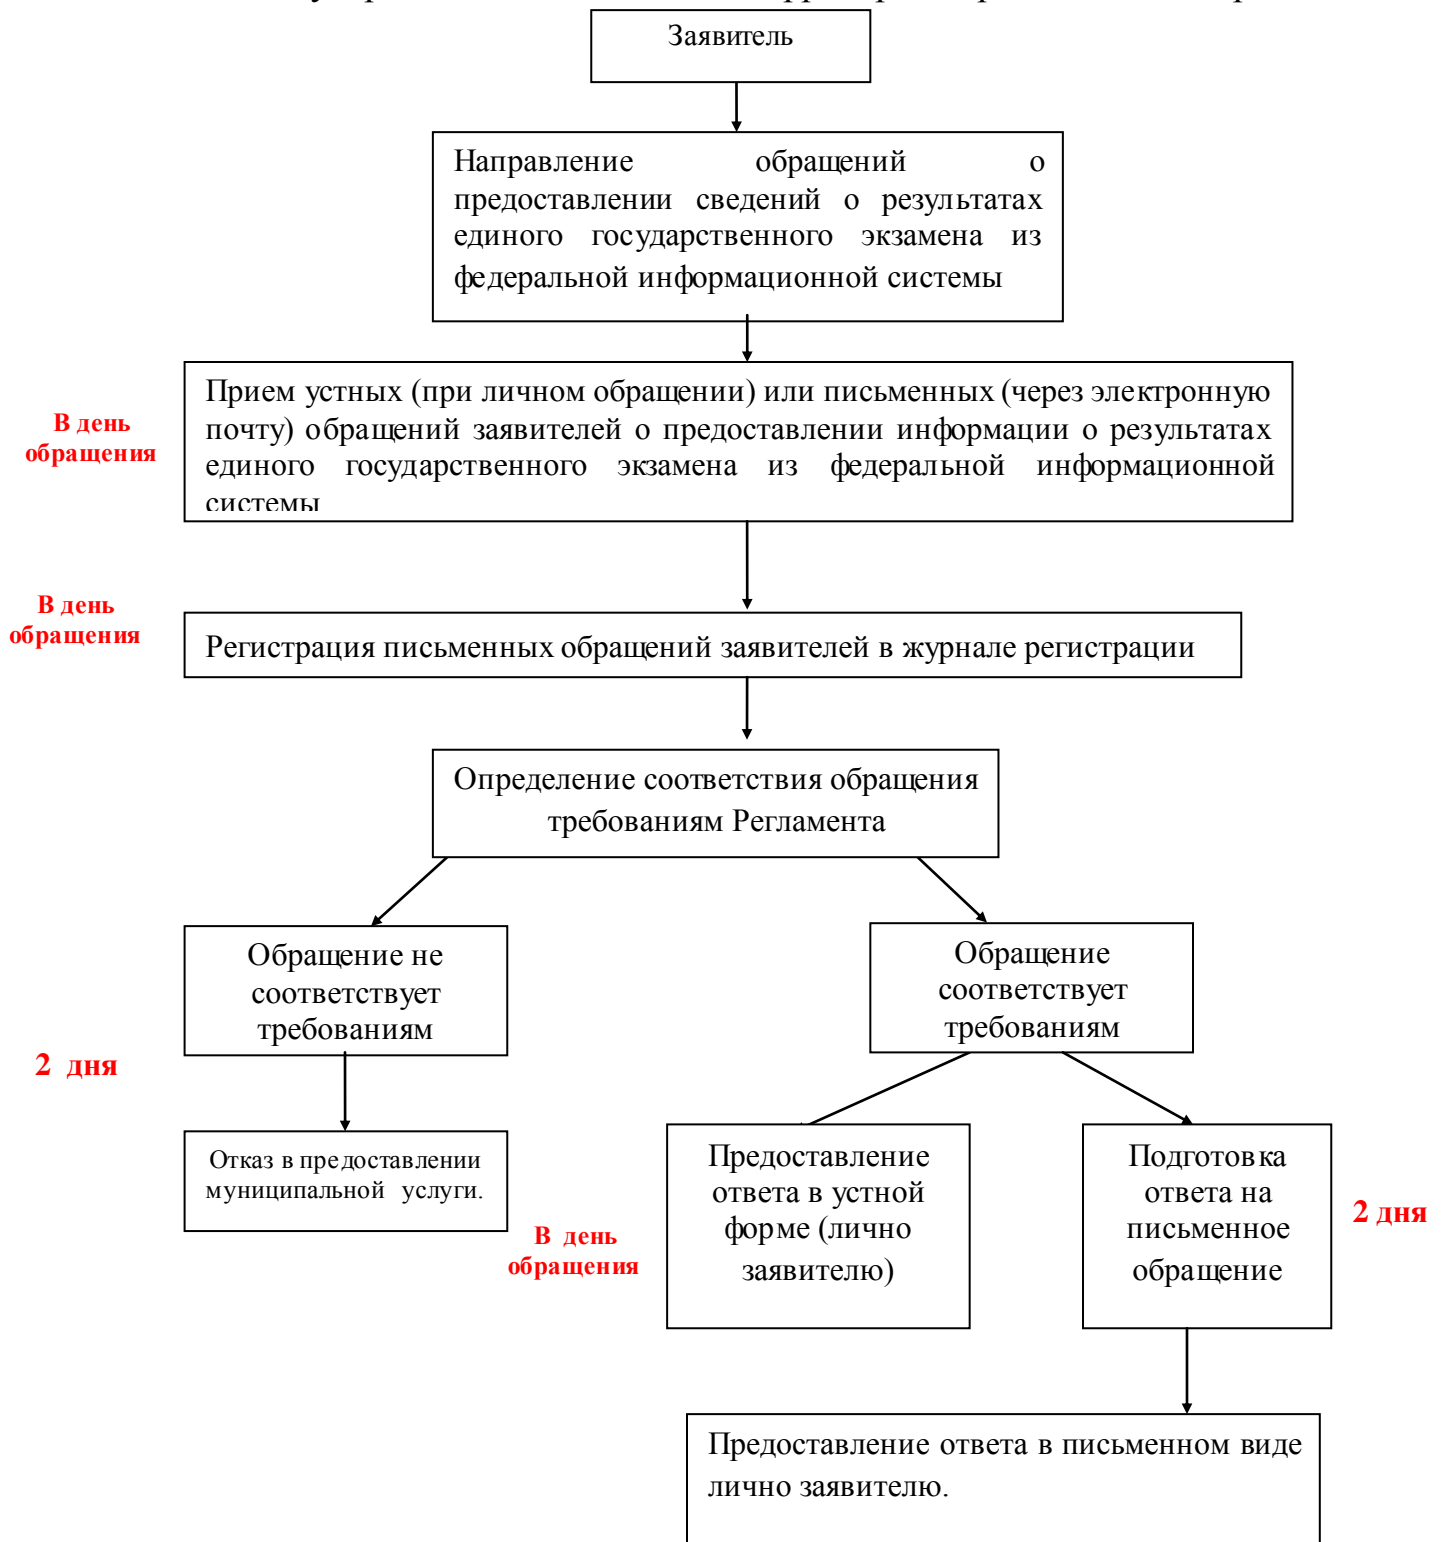 Заявитель
Направление обращений о
предоставлении сведений о результатах
единого государственного экзамена из
федеральной информационной системы
В день
обращения
Прием устных (при личном обращении) или письменных (через электронную
почту) обращений заявителей о предоставлении информации о результатах
единого государственного экзамена из федеральной информационной
системы
В день
обращения
Регистрация письменных обращений заявителей в журнале регистрации
Определение соответствия обращения
требованиям Регламента
Обращение не
соответствует
требованиям
Обращение
соответствует
требованиям
2 дня
Отказ в предоставлении
муниципальной услуги.
В день
обращения
Предоставление
ответа в устной
форме (лично
заявителю)
Подготовка
ответа на
письменное
обращение
2 дня
Предоставление ответа в письменном виде
лично заявителю.